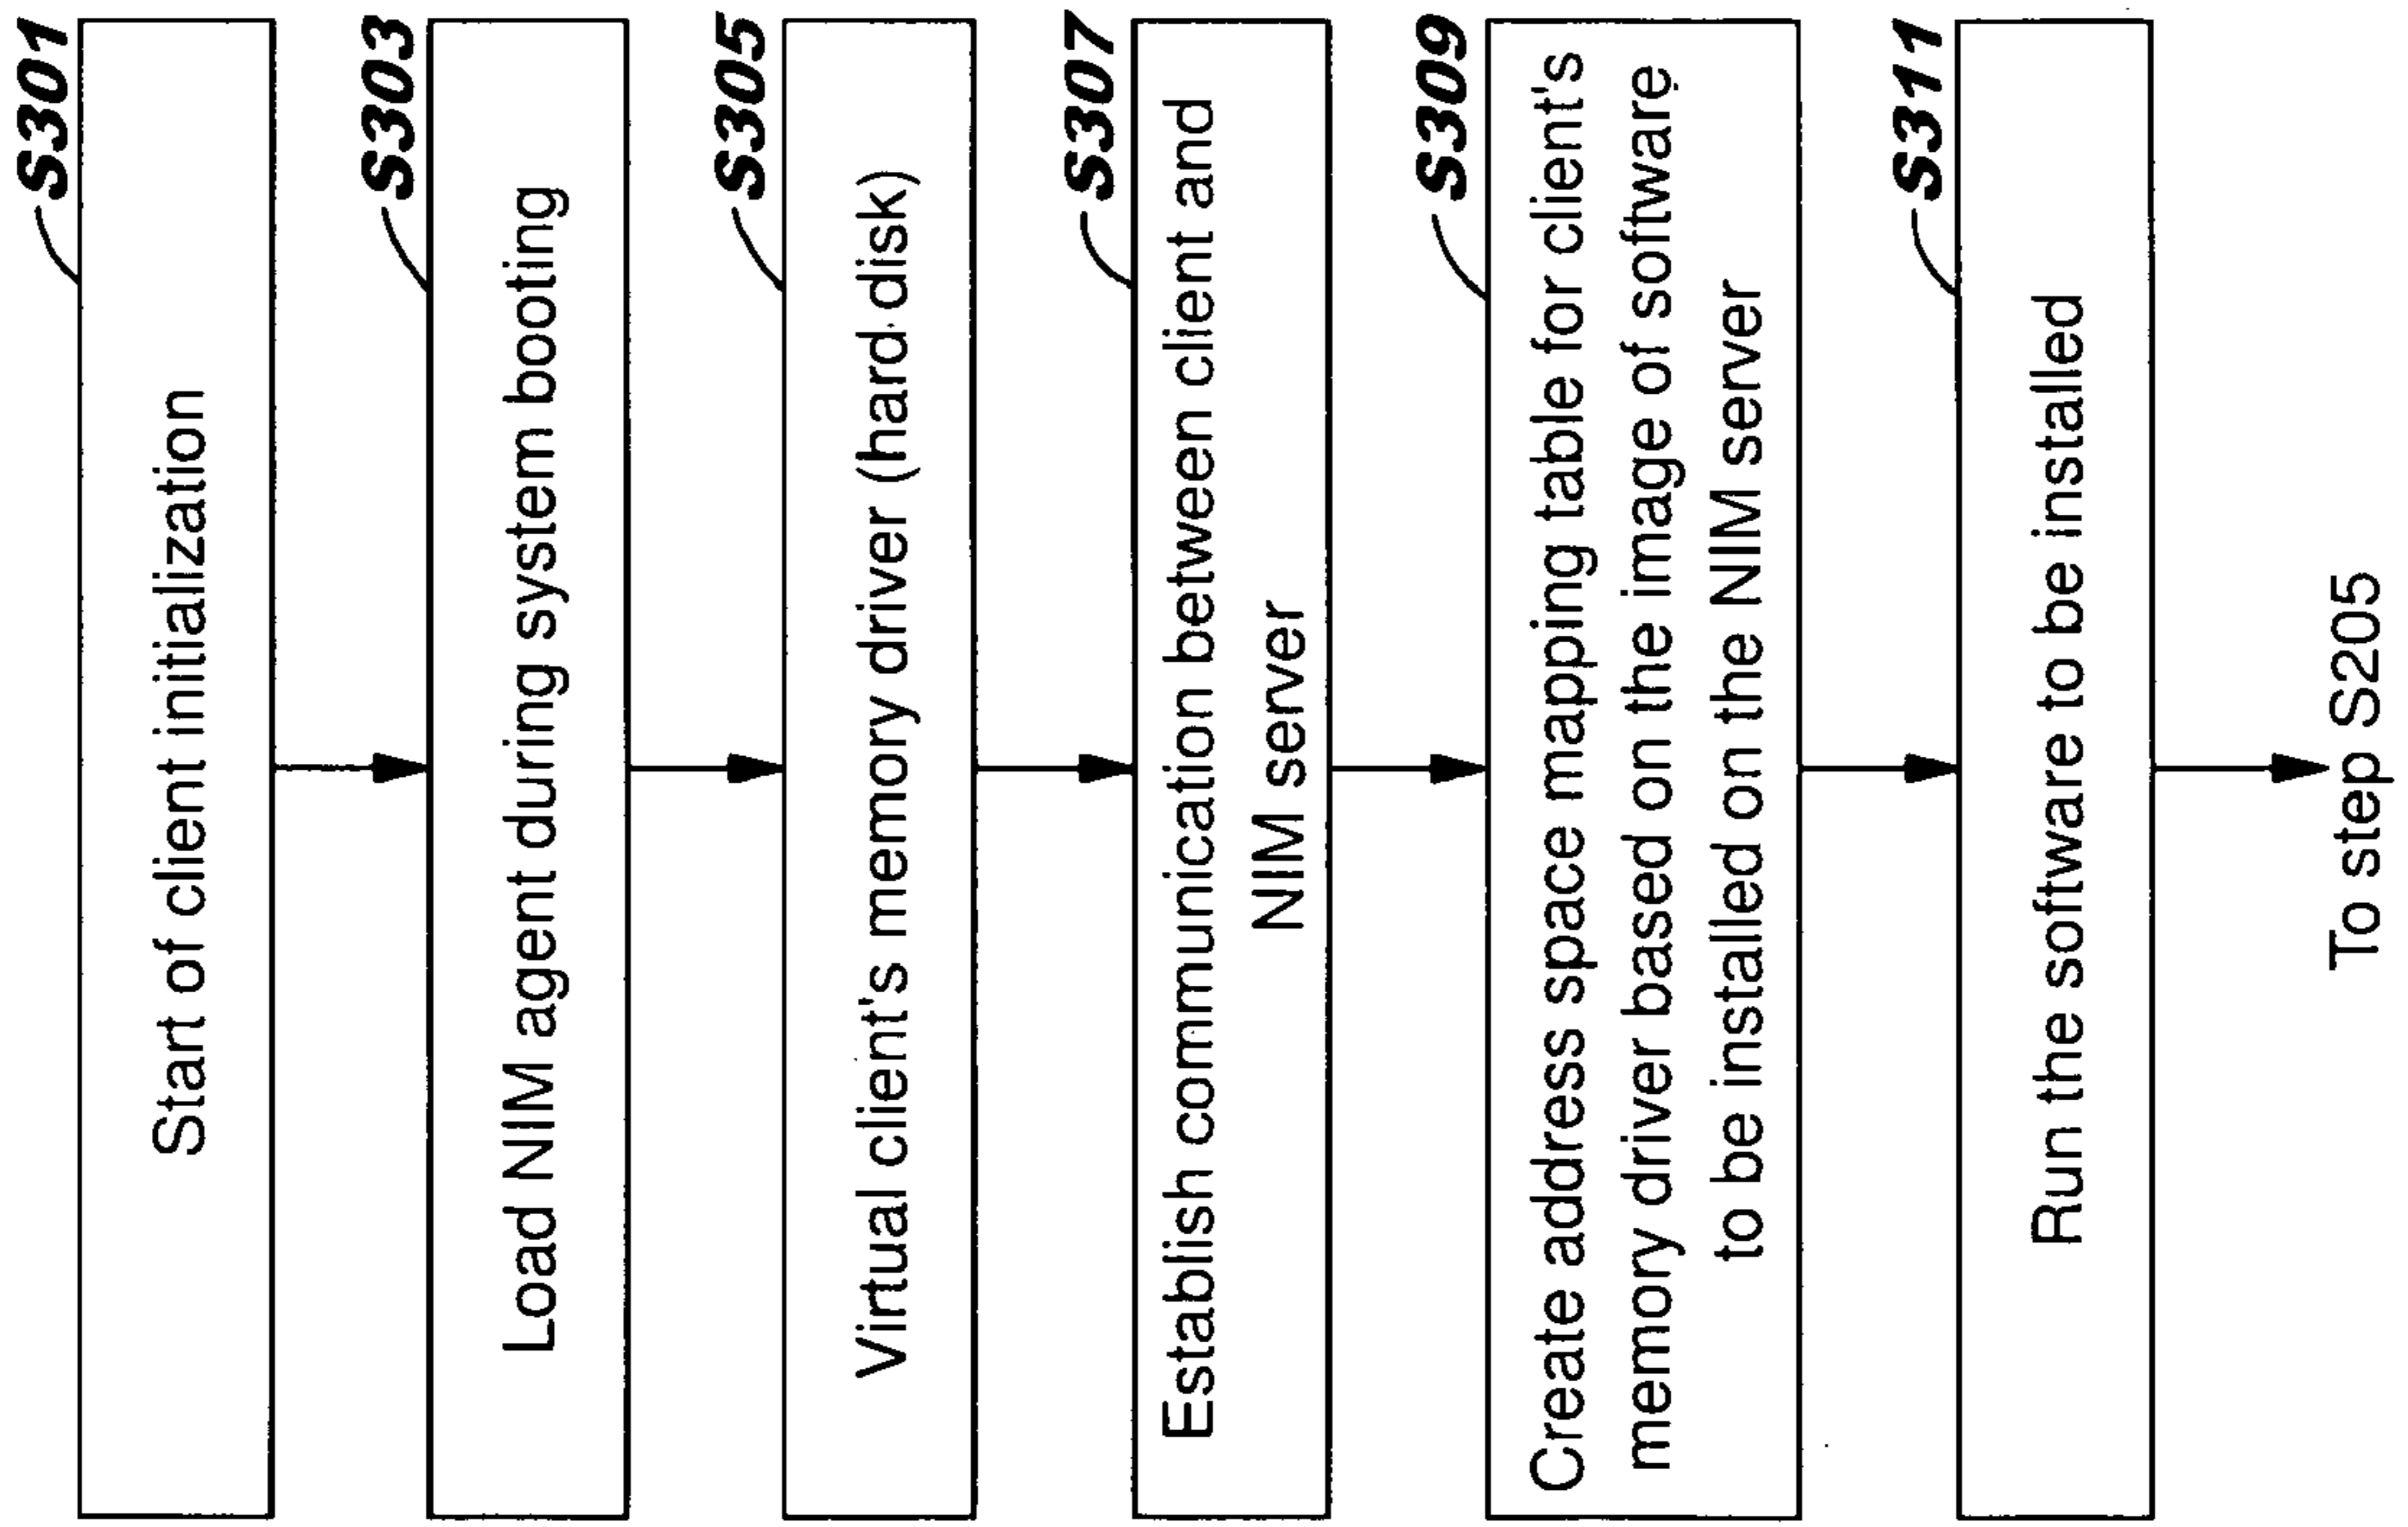 S301
Start of client initialization
S303
Load NIM agent during system booting
S305
Virtual client's memory driver (hard disk)
S307
Establish communication between client and
NIM server
S309
Create address space mapping table for client's
memory driver based on the image of software
to be installed on the NIM server
S311
Run the software to be installed
To step S205